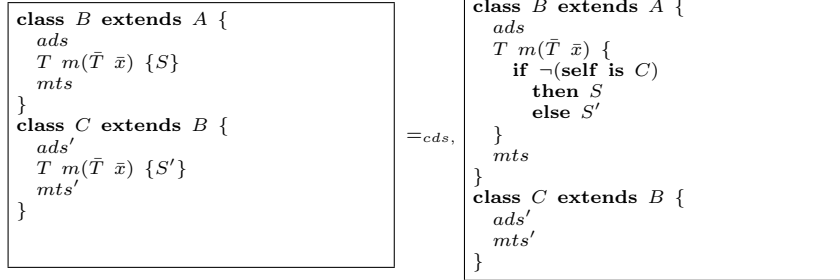 class B extends A {
ads
T m(T̄ x̄) {S}
mts
}
class C extends B {
ads′
T m(T̄ x̄) {S′}
mts′
}
=cds,
class B extends A {
ads
T m(T̄ x̄) {
if ¬(self is C)
then S
else S′
}
mts
}
class C extends B {
ads′
mts′
}